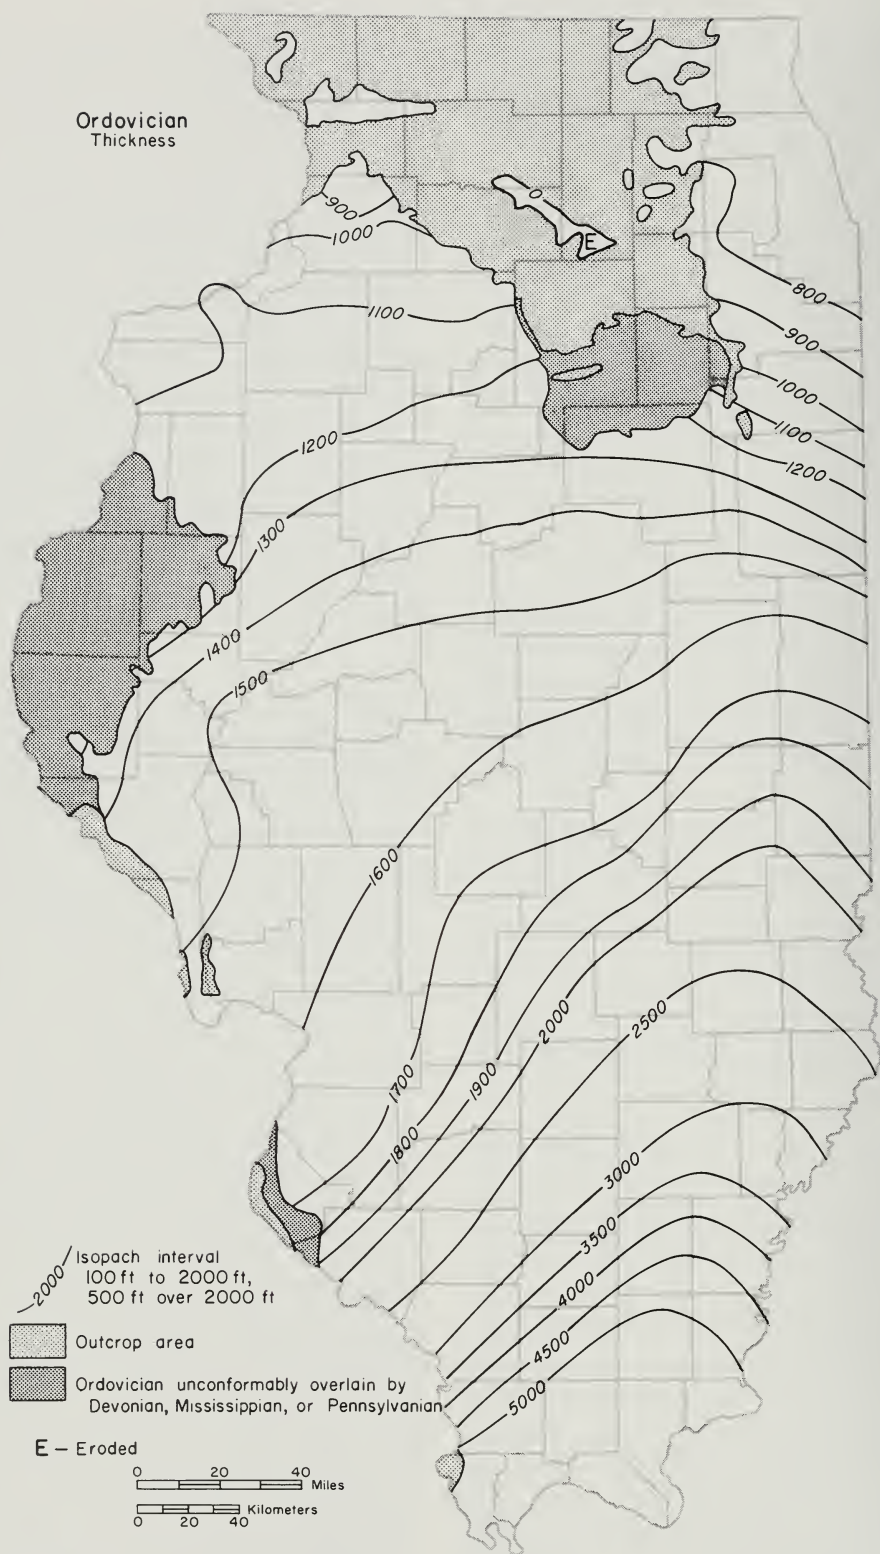 Ordovician
Thickness
0
E
900
1000
1100
800
900
1000
1100
1200
1200
1300
1400
1500
1600
1700
1800
1900
2000
2500
3000
3500
4000
4500
5000
2000
Isopach interval
100 ft to 2000 ft,
500 ft over 2000 ft
Outcrop area
Ordovician unconformably overlain by
Devonian, Mississippian, or Pennsylvanian
E – Eroded
0 20 40
Miles
Kilometers
0 20 40